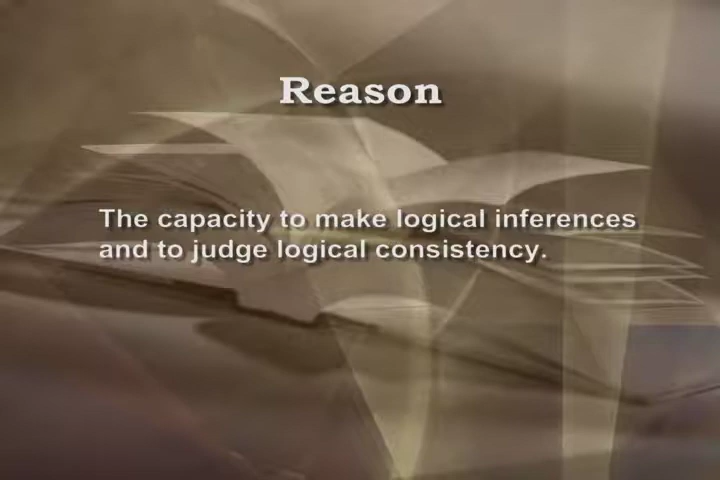 Reason
The capacity to make logical inferences
and to judge logical consistency.